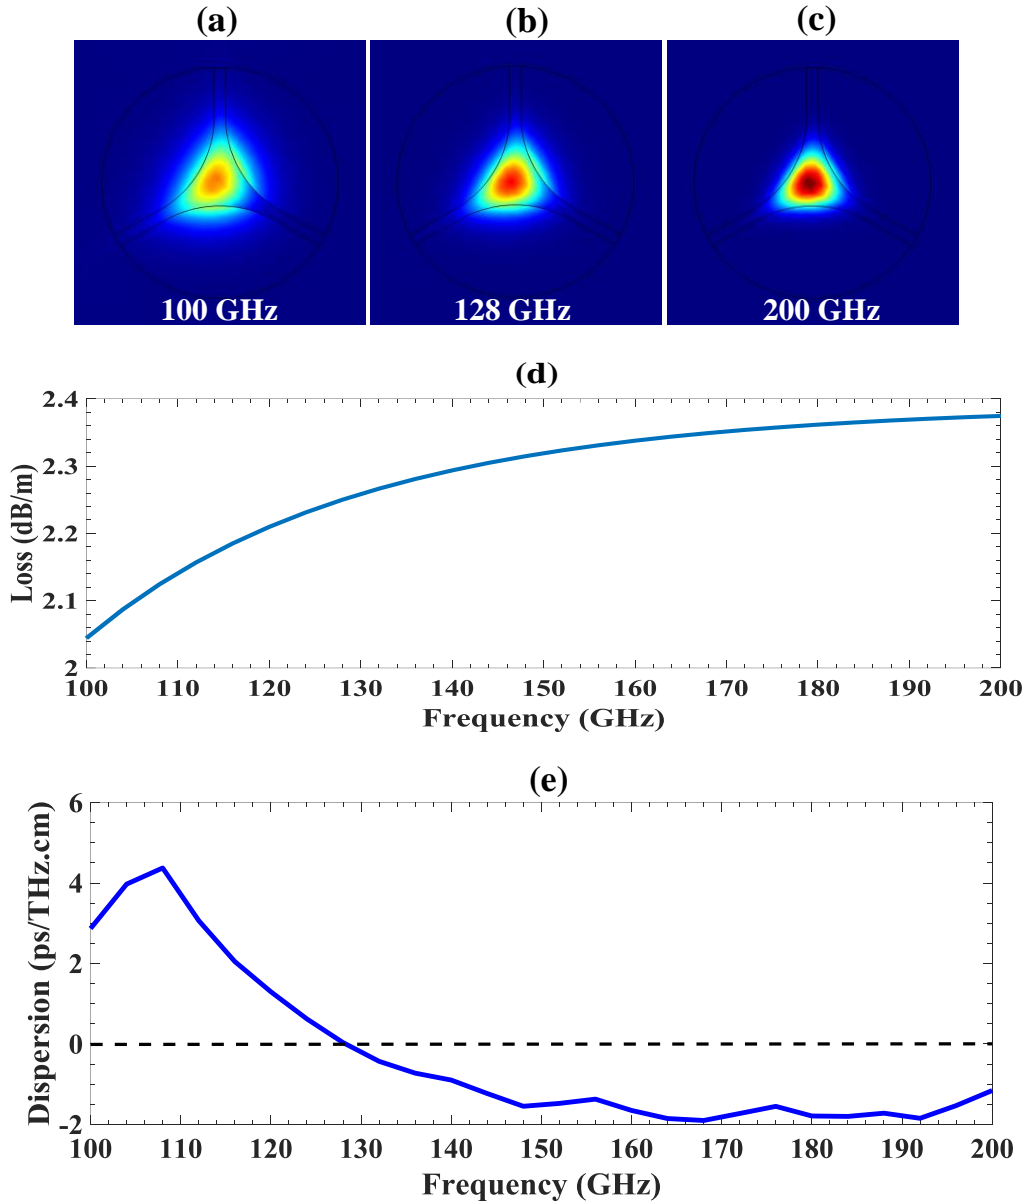 (a) (b) (c)
100 GHz 128 GHz 200 GHz
(d)
2.4
2.3
2.2
2.1
2
Loss (dB/m)
100 110 120 130 140 150 160 170 180 190 200
Frequency (GHz)
(e)
6
4
2
0
-2
Dispersion (ps/THz.cm)
100 110 120 130 140 150 160 170 180 190 200
Frequency (GHz)